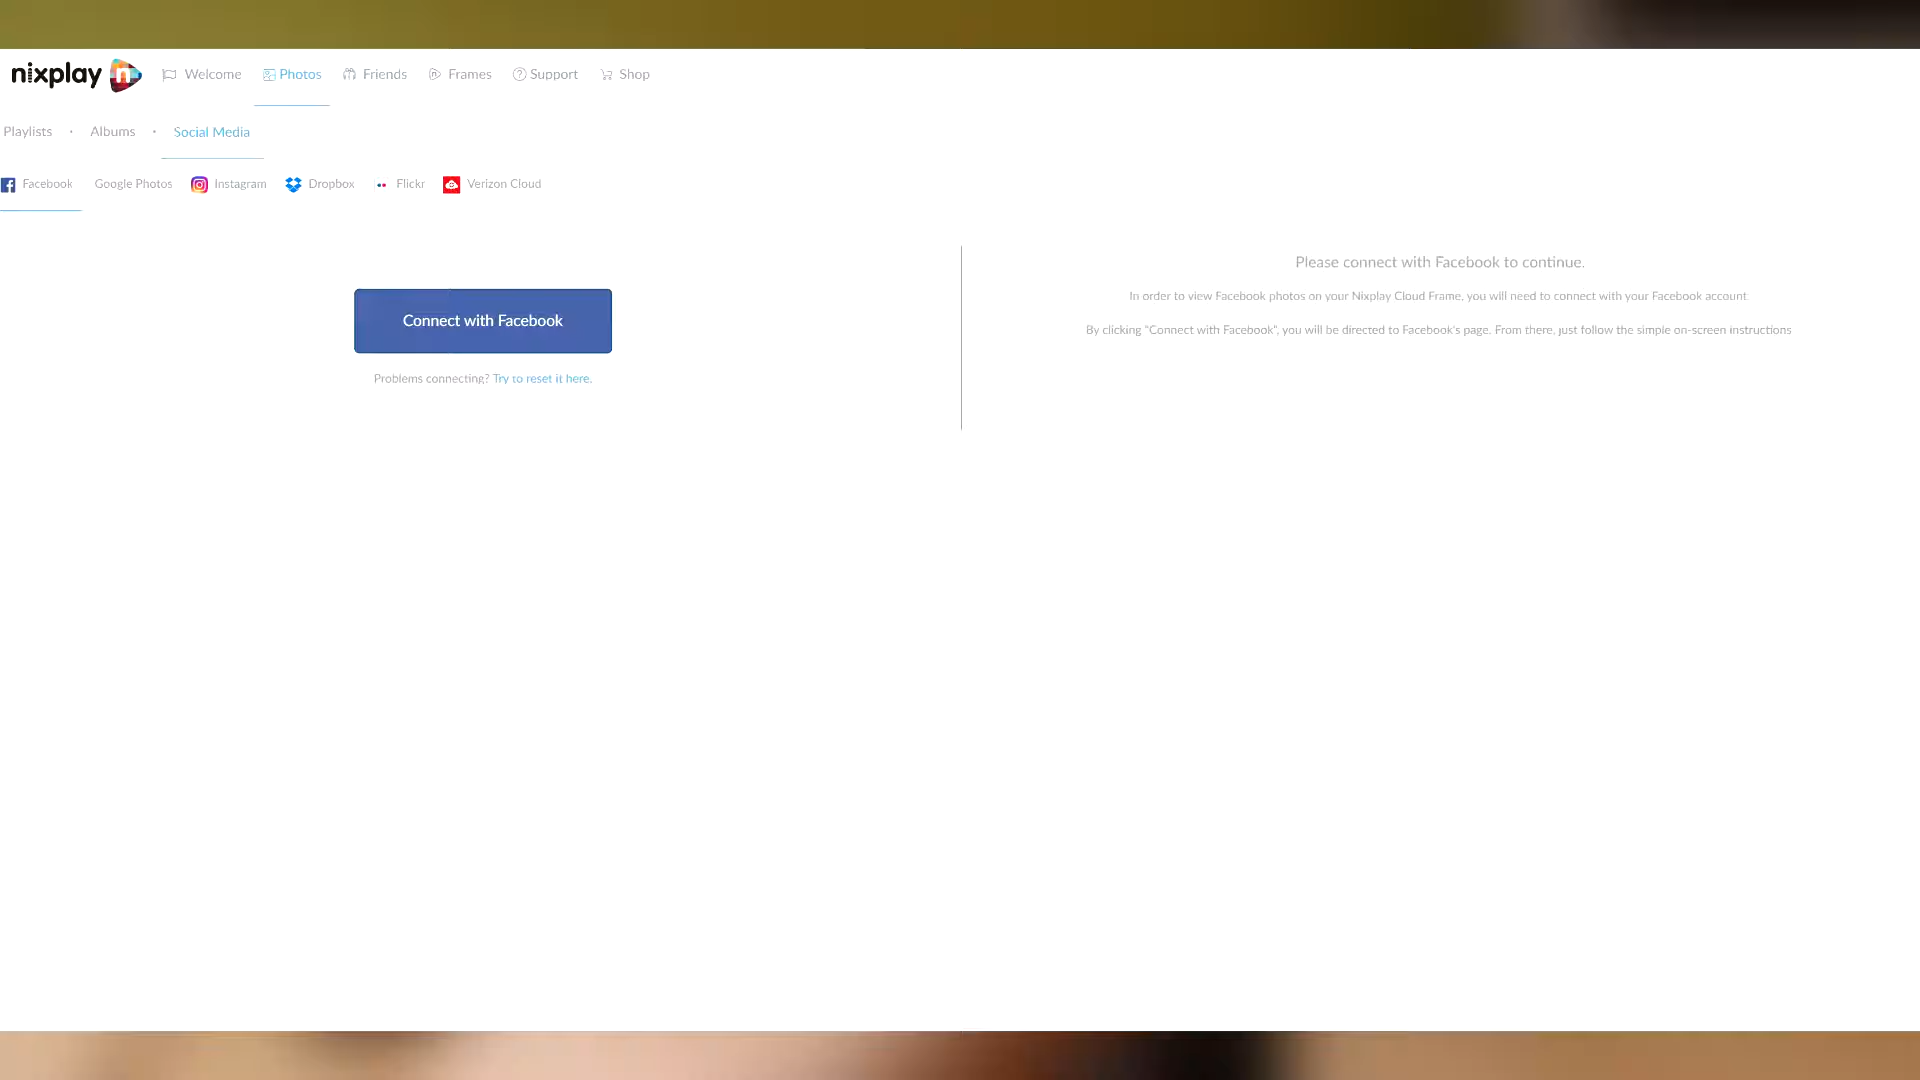 nixplay n Welcome Photos Friends Frames Support Shop
Playlists · Albums · Social Media
Facebook Google Photos Instagram Dropbox Flickr Verizon Cloud
Connect with Facebook
Problems connecting? Try to reset it here.
Please connect with Facebook to continue.
In order to view Facebook photos on your Nixplay Cloud Frame, you will need to connect with your Facebook account
By clicking "Connect with Facebook", you will be directed to Facebook's page. From there, just follow the simple on-screen instructions